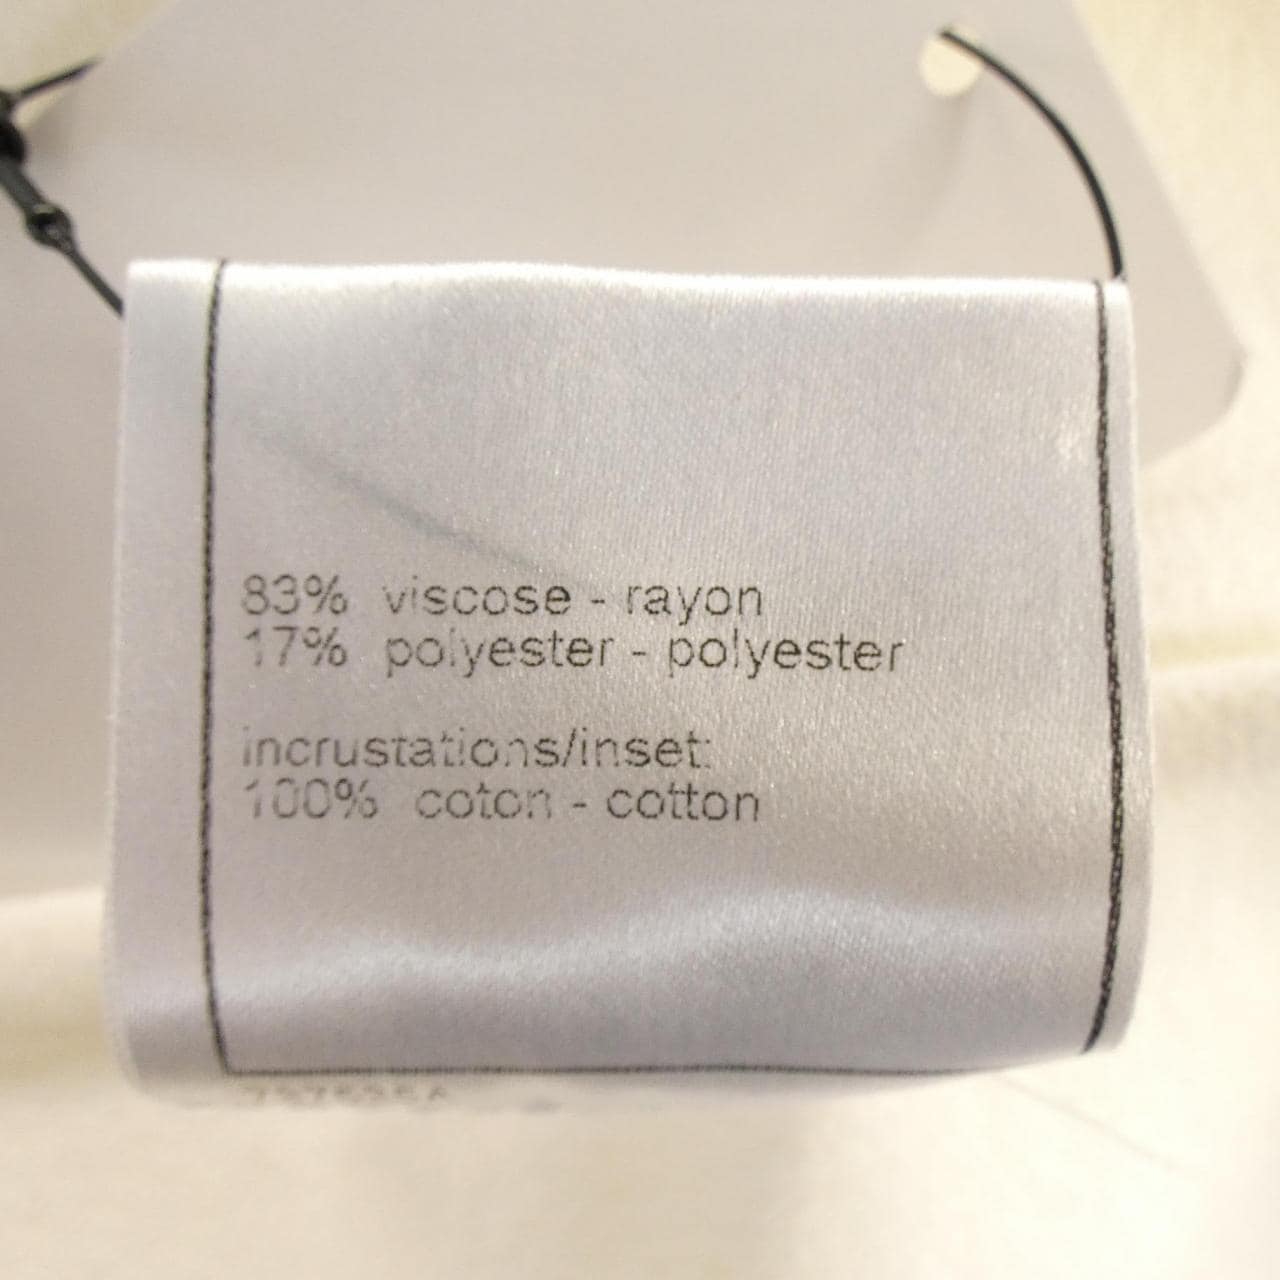 83% viscose - rayon
17% polyester - polyester
incrustations/inset:
100% coton - cotton